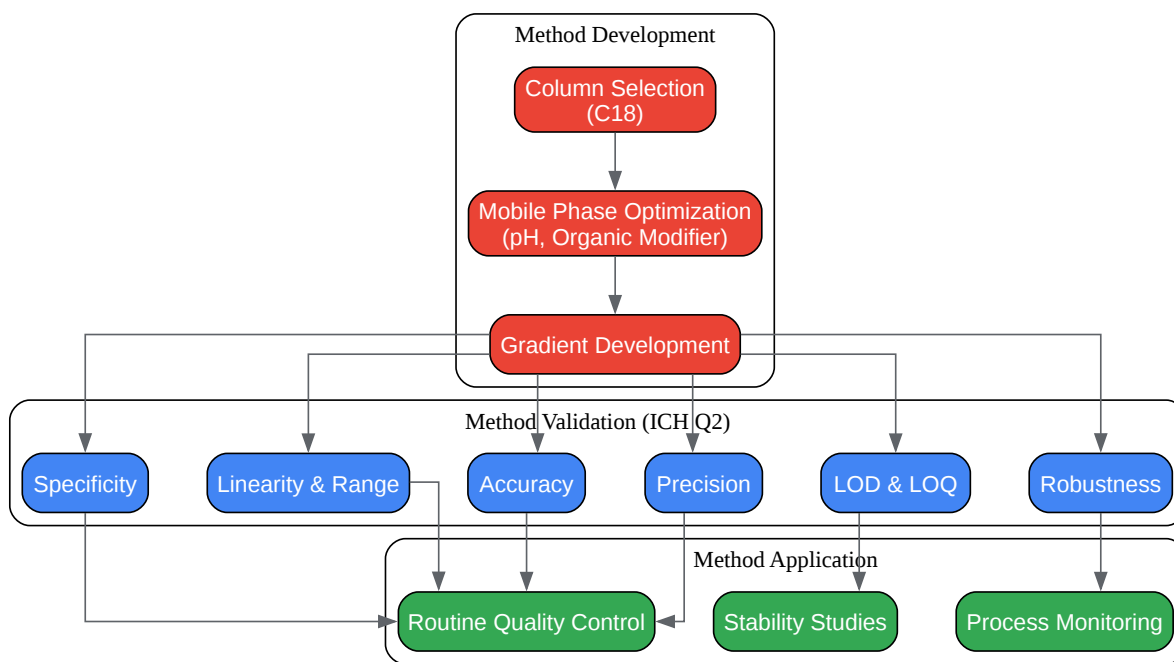 Method Development
Column Selection
(C18)
Mobile Phase Optimization
(pH, Organic Modifier)
Gradient Development
Method Validation (ICH Q2)
Specificity
Linearity & Range
Accuracy
Precision
LOD & LOQ
Robustness
Method Application
Routine Quality Control
Stability Studies
Process Monitoring